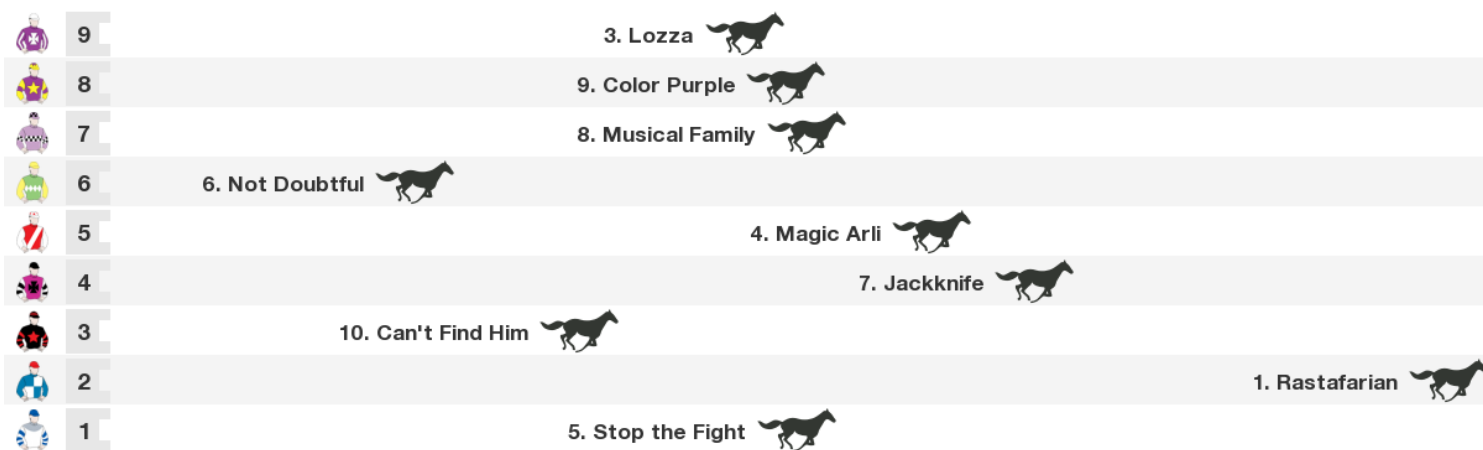 9 3. Lozza
8 9. Color Purple
7 8. Musical Family
6 6. Not Doubtful
5 4. Magic Arli
4 7. Jackknife
3 10. Can't Find Him
2 1. Rastafarian
1 5. Stop the Fight